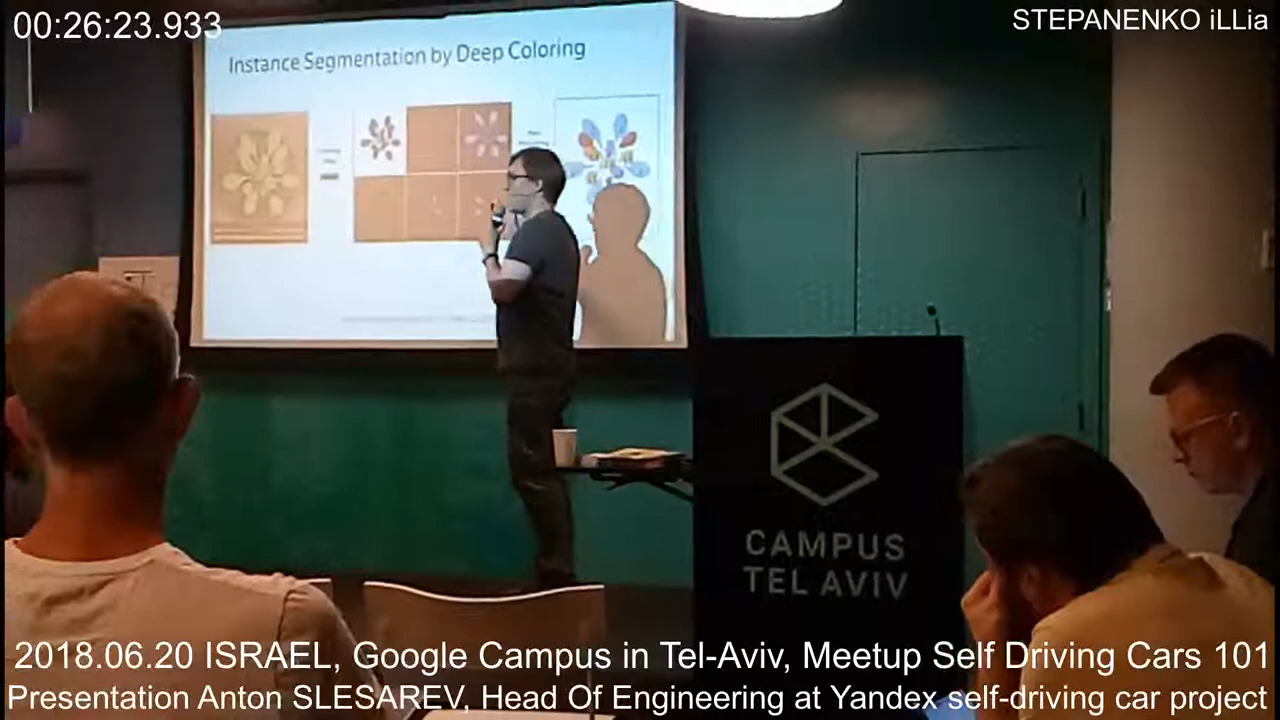 00:26:23.933
STEPANENKO iLLia
Instance Segmentation by Deep Coloring
CAMPUS
TEL AVIV
2018.06.20 ISRAEL, Google Campus in Tel-Aviv, Meetup Self Driving Cars 101
Presentation Anton SLESAREV, Head Of Engineering at Yandex self-driving car project